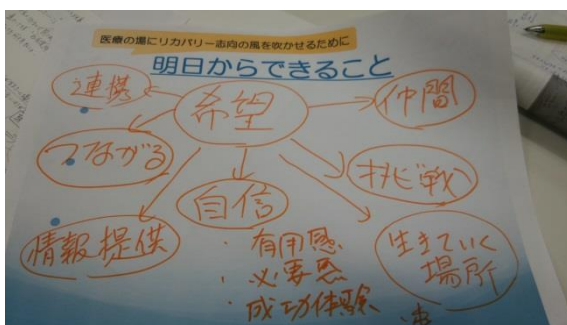 医療の場にリカバリー志向の風を吹かせるために
明日からできること
連携
希望
仲間
つながる
挑戦
自信
情報提供
・有用感
・必要感
・成功体験
生きていく
場所